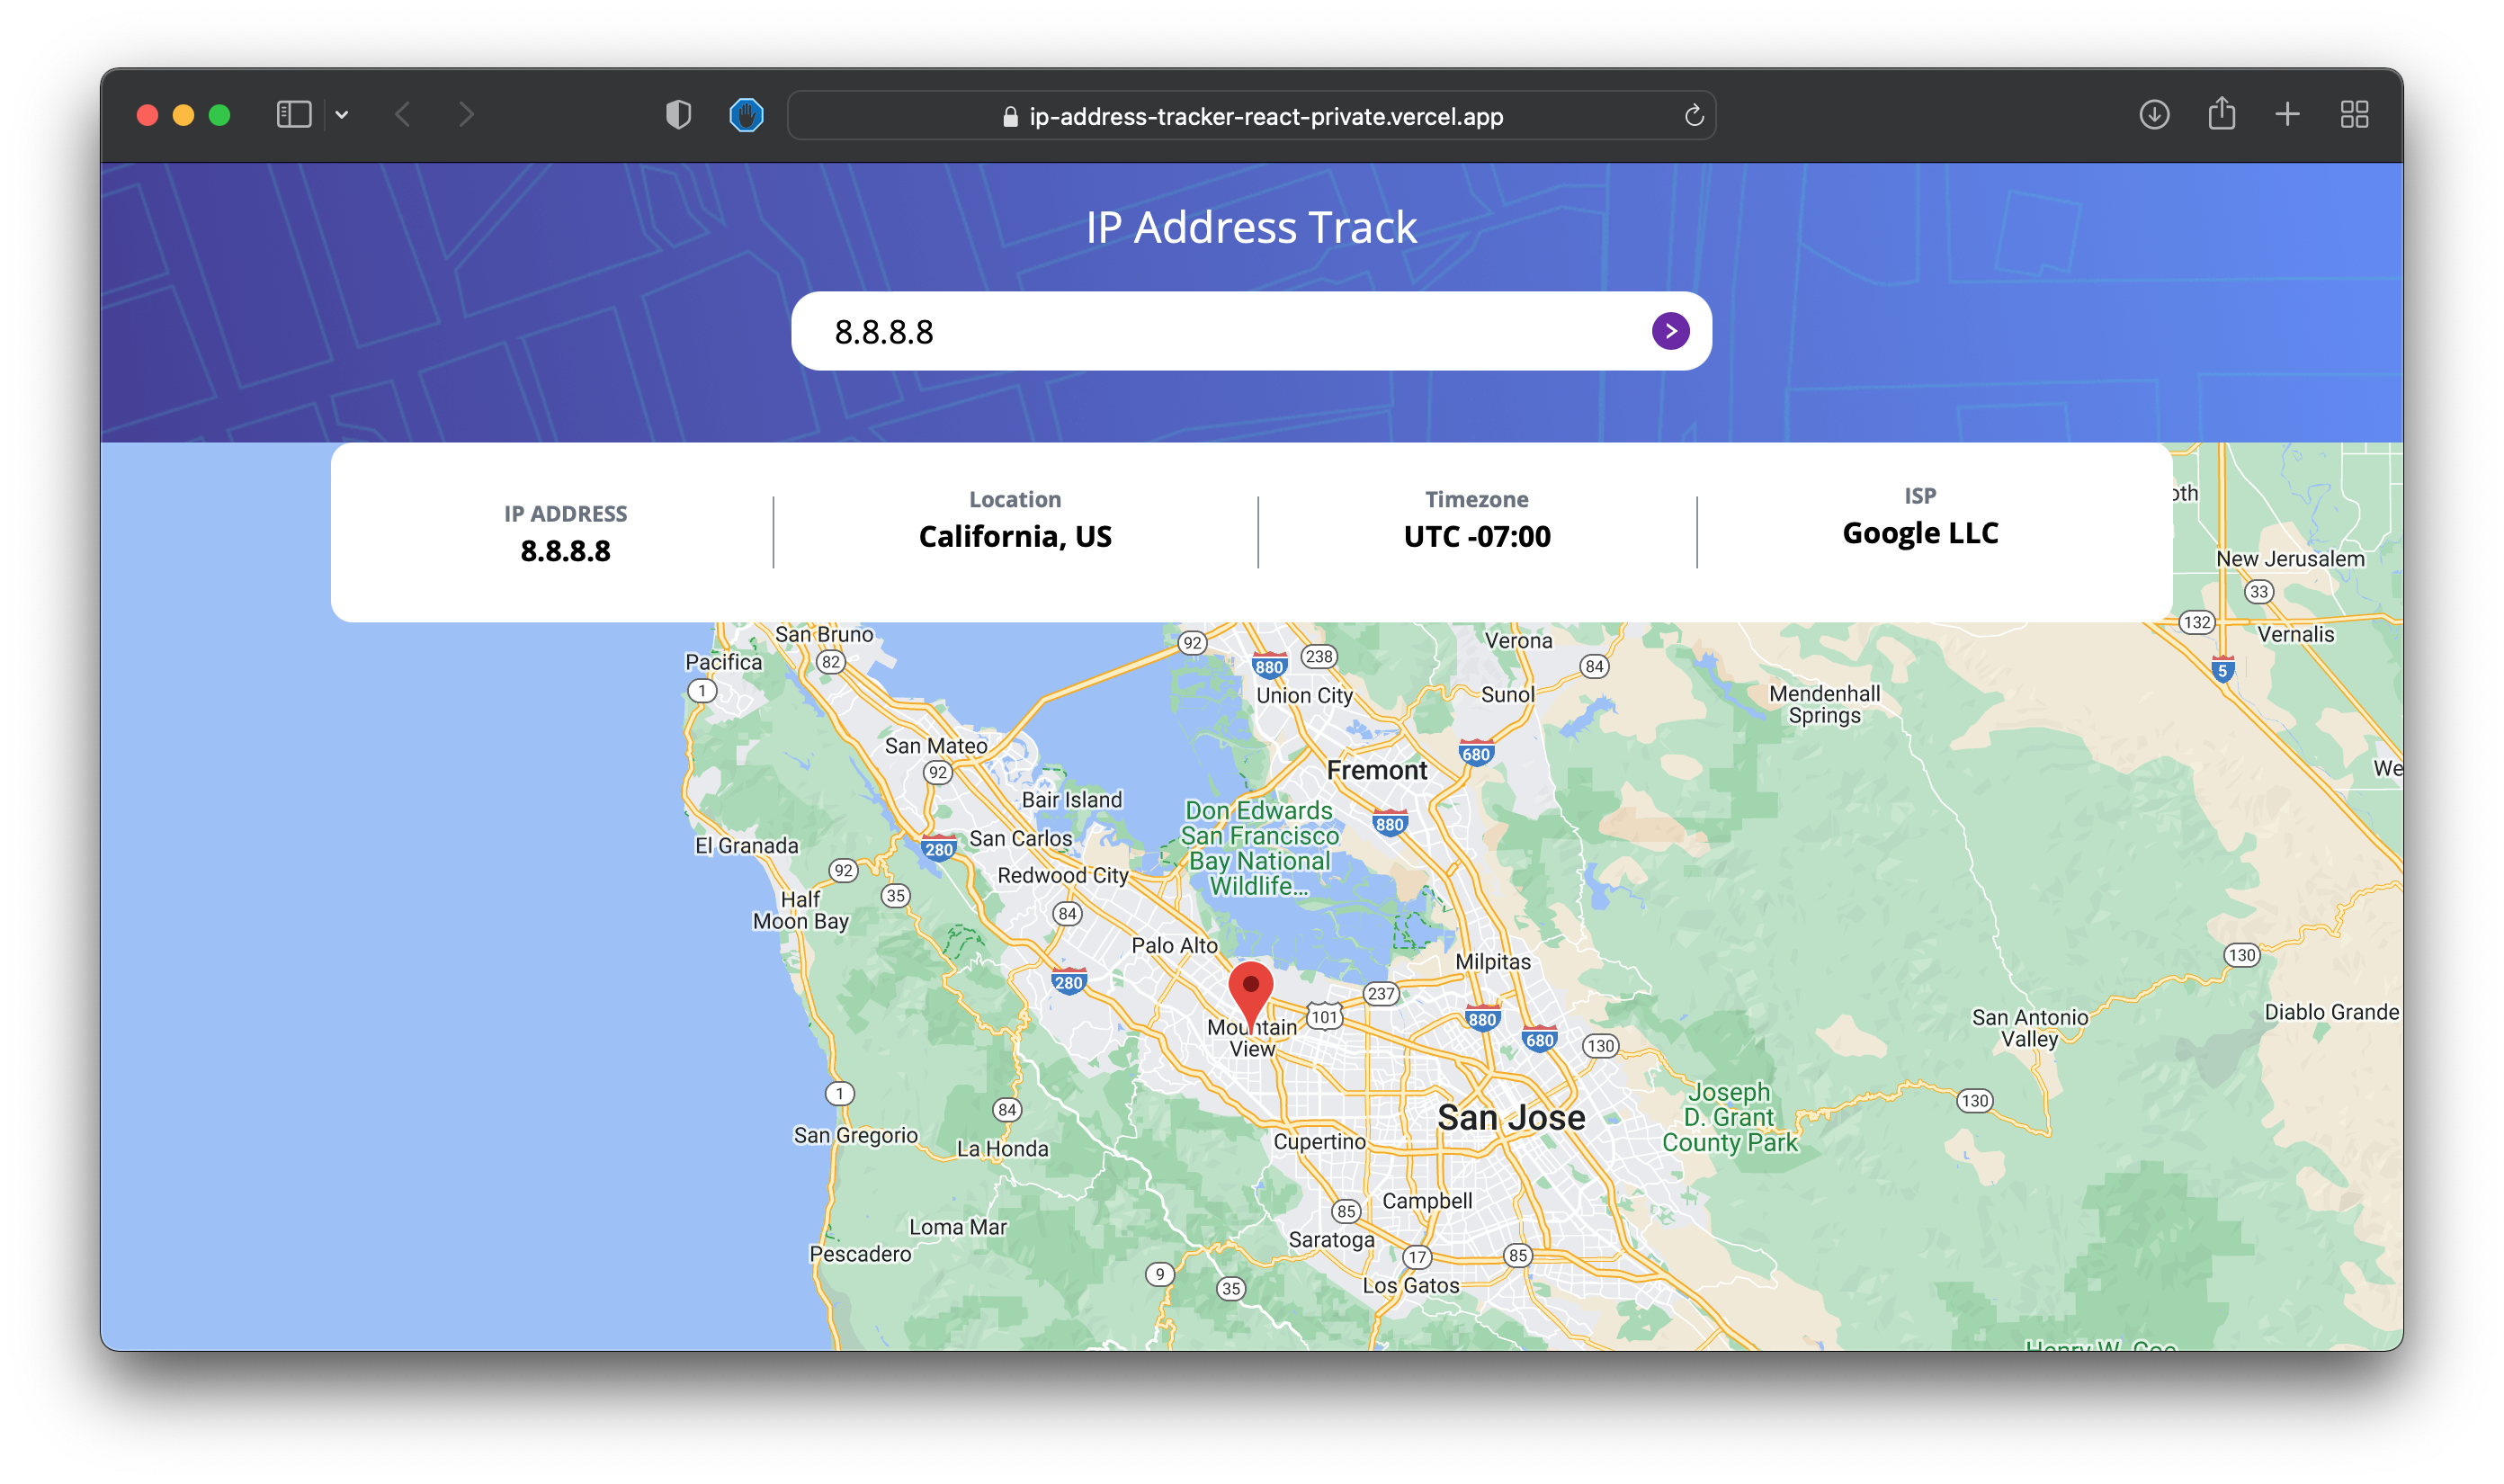 ip-address-tracker-react-private.vercel.app
IP Address Track
8.8.8.8
IP ADDRESS
8.8.8.8
Location
California, US
Timezone
UTC -07:00
ISP
Google LLC
oth
New Jerusalem
33
132
Vernalis
5
San Bruno
82
Pacifica
1
92
880
238
Union City
Verona
84
Sunol
Mendenhall
Springs
San Mateo
92
680
Fremont
We
Bair Island
Don Edwards
San Francisco
Bay National
Wildlife...
880
El Granada
280
San Carlos
92
Redwood City
35
Half
Moon Bay
84
Palo Alto
Milpitas
130
280
237
101
Mountain
View
880
680
130
San Antonio
Valley
Diablo Grande
1
84
San Jose
Joseph
D. Grant
County Park
130
San Gregorio
La Honda
Cupertino
85
Campbell
Loma Mar
Saratoga
Pescadero
17
85
9
35
Los Gatos
Henry W. Coe